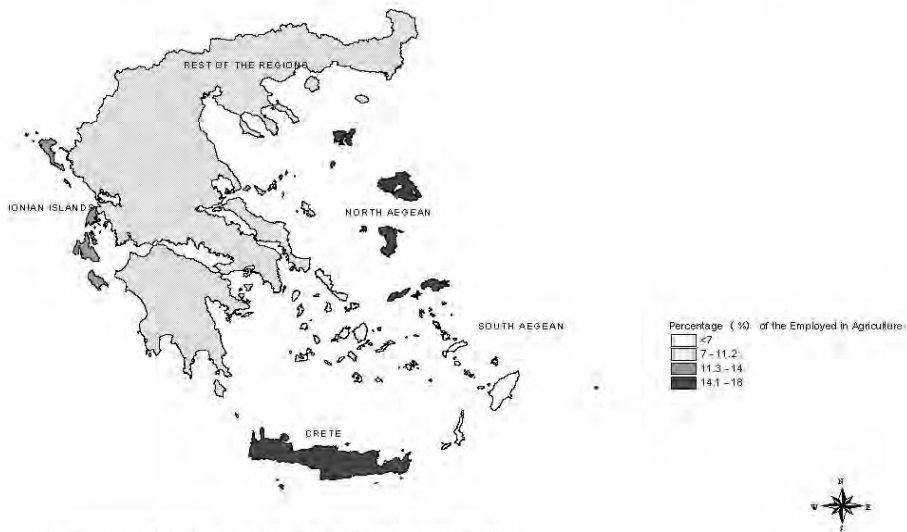 REST OF THE REGIONS
IONIAN ISLANDS
NORTH AEGEAN
SOUTH AEGEAN
CRETE
Percentage ( %) of the Employed in Agriculture
<7
7 - 11.2
11.3 - 14
14.1 - 18
N
W E